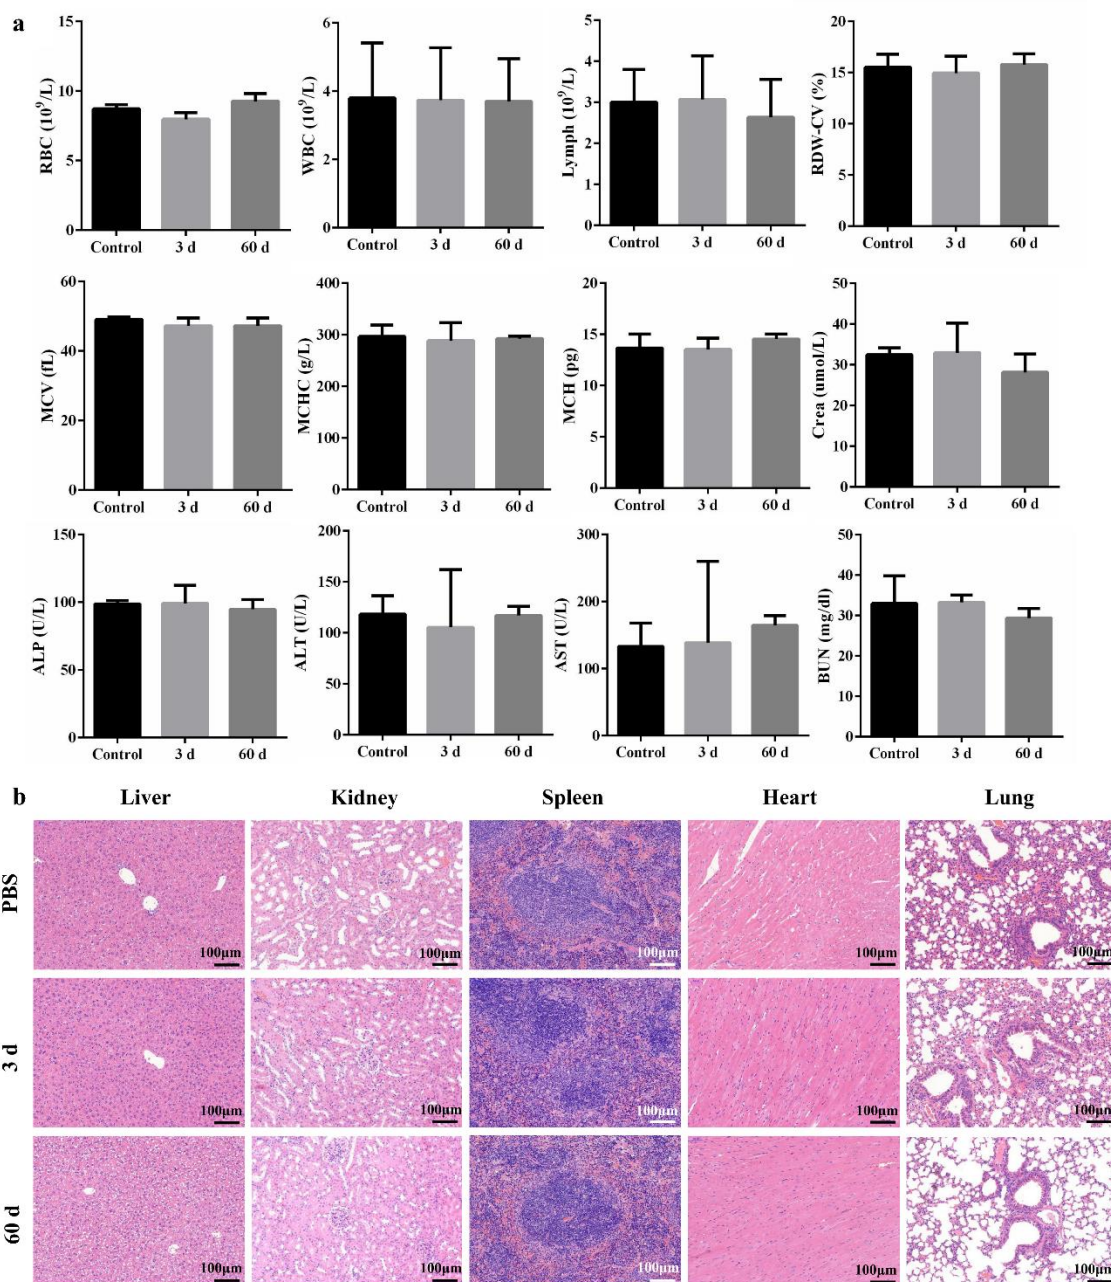 a
RBC (10⁹/L)
15
10
5
0
Control 3 d 60 d
WBC (10⁹/L)
6
4
2
0
Control 3 d 60 d
Lymph (10⁹/L)
5
4
3
2
1
0
Control 3 d 60 d
RDW-CV (%)
20
15
10
5
0
Control 3 d 60 d
MCV (fL)
60
40
20
0
Control 3 d 60 d
MCHC (g/L)
400
300
200
100
0
Control 3 d 60 d
MCH (pg)
20
15
10
5
0
Control 3 d 60 d
Crea (umol/L)
50
40
30
20
10
0
Control 3 d 60 d
ALP (U/L)
150
100
50
0
Control 3 d 60 d
ALT (U/L)
200
150
100
50
0
Control 3 d 60 d
AST (U/L)
300
200
100
0
Control 3 d 60 d
BUN (mg/dl)
50
40
30
20
10
0
Control 3 d 60 d
b
Liver Kidney Spleen Heart Lung
PBS
100μm 100μm 100μm 100μm 100μm
3 d
100μm 100μm 100μm 100μm 100μm
60 d
100μm 100μm 100μm 100μm 100μm